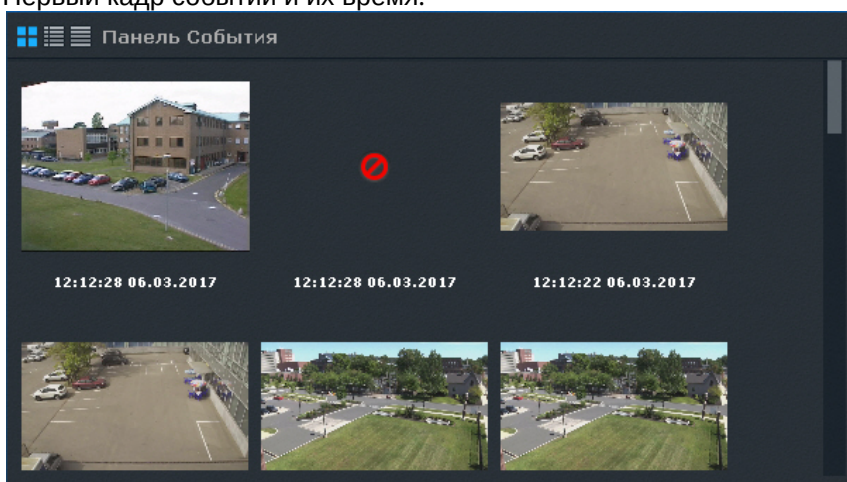 Первый кадр событий и их время.
Панель События
12:12:28 06.03.2017 12:12:28 06.03.2017 12:12:22 06.03.2017